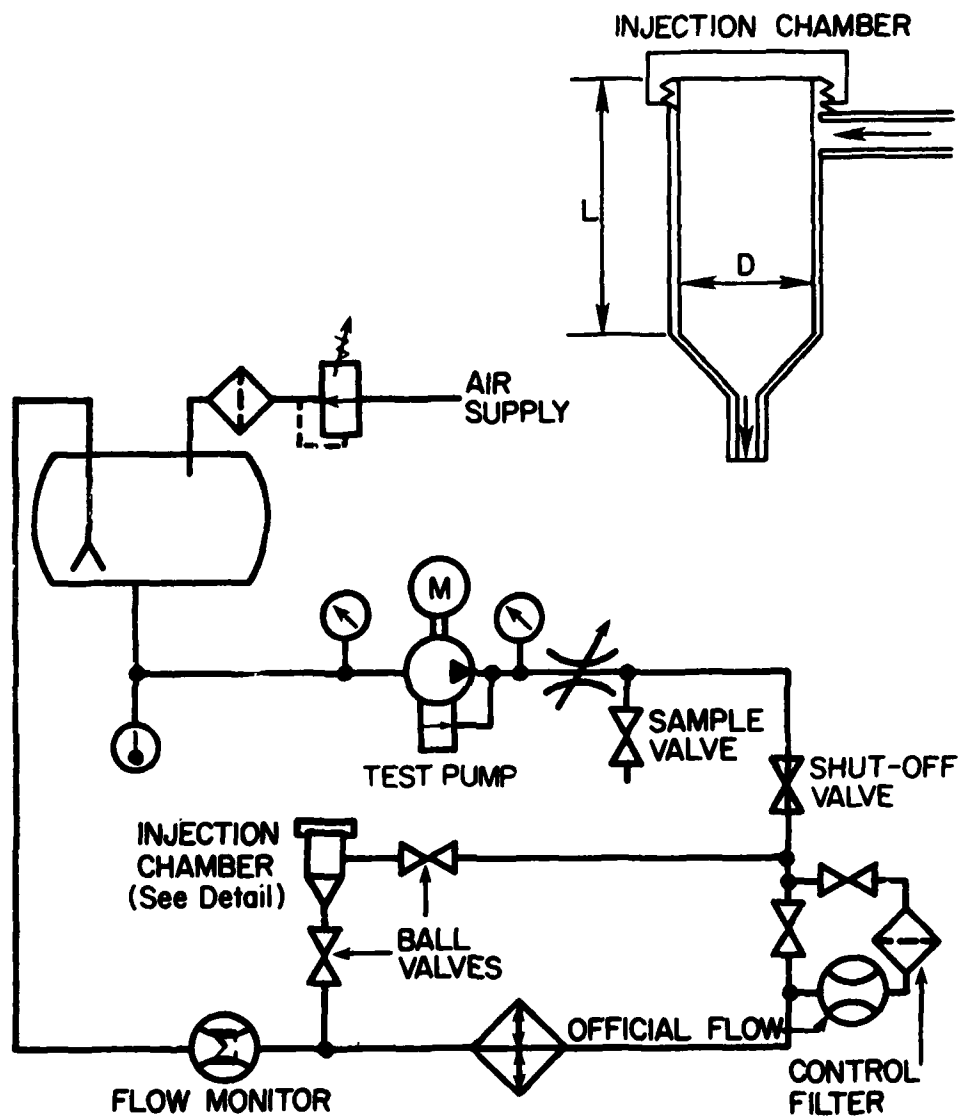 INJECTION CHAMBER
L
D
AIR
SUPPLY
M
SAMPLE
VALVE
TEST PUMP
SHUT-OFF
VALVE
INJECTION
CHAMBER
(See Detail)
BALL
VALVES
OFFICIAL FLOW
Σ
FLOW MONITOR
CONTROL
FILTER